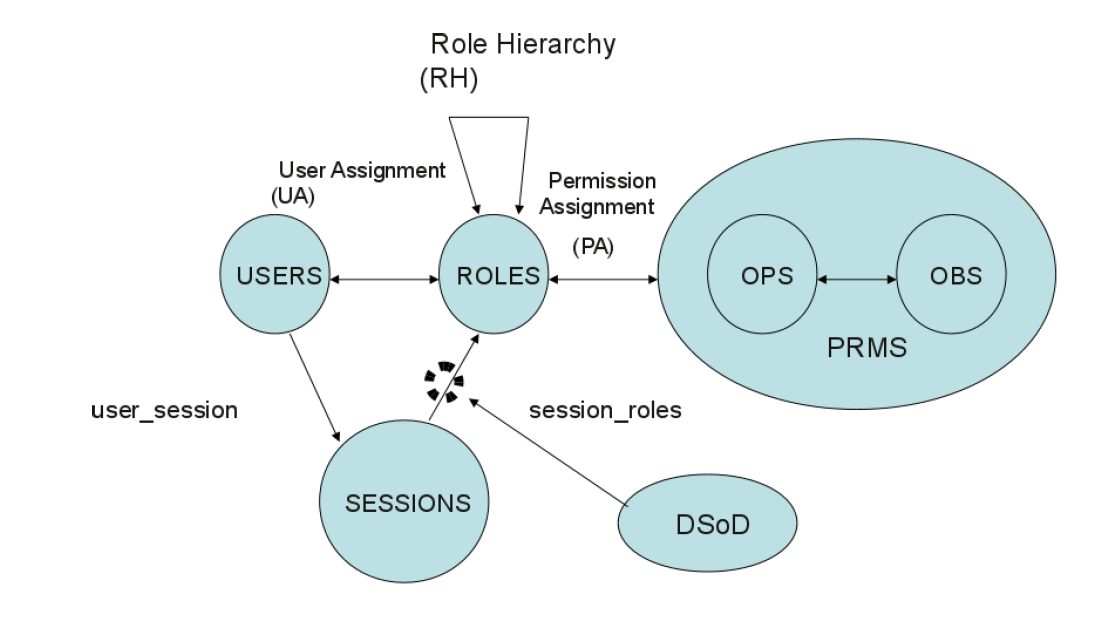 Role Hierarchy
(RH)
User Assignment
(UA)
Permission
Assignment
(PA)
USERS
ROLES
OPS
OBS
PRMS
user_session
session_roles
SESSIONS
DSoD